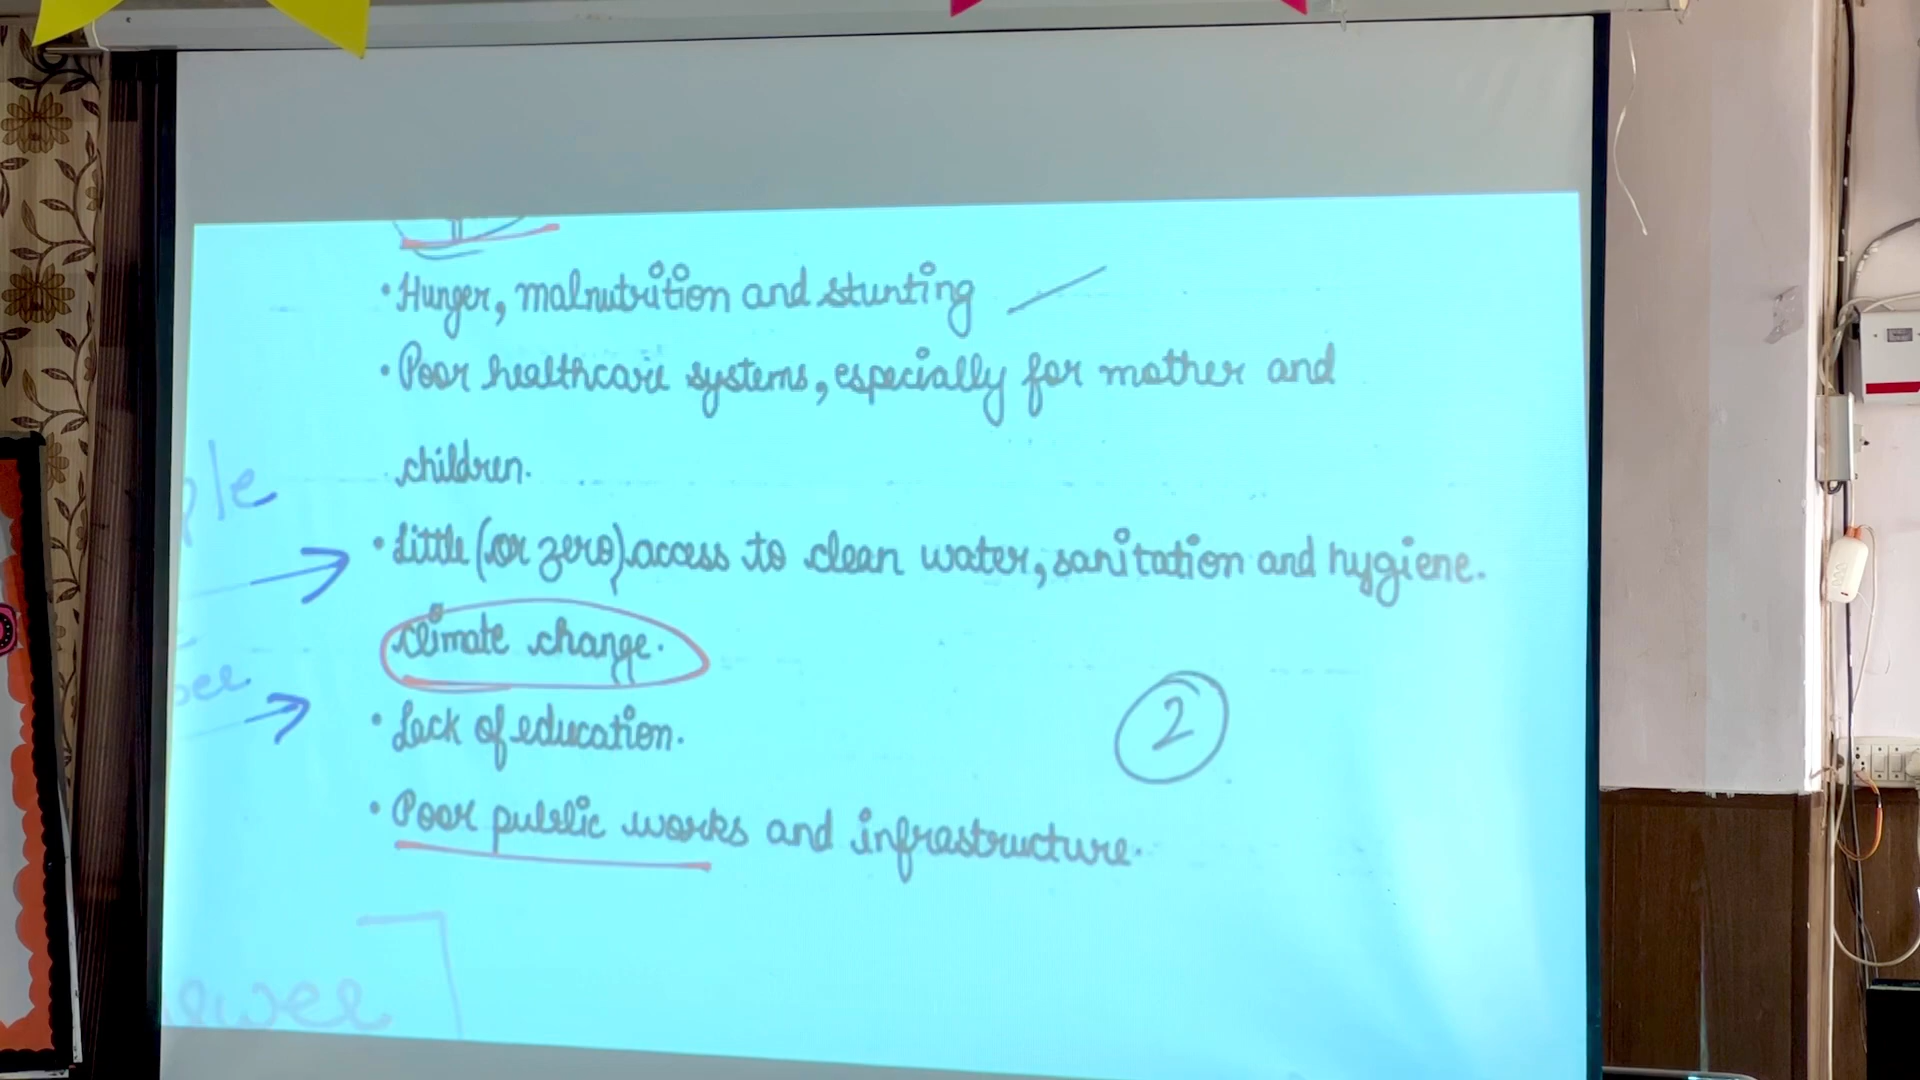 • Hunger, malnutrition and stunting
• Poor healthcare systems, especially for mother and
children.
• Little (or zero) access to clean water, sanitation and hygiene.
climate change.
• Lack of education.
2
• Poor public works and infrastructure.